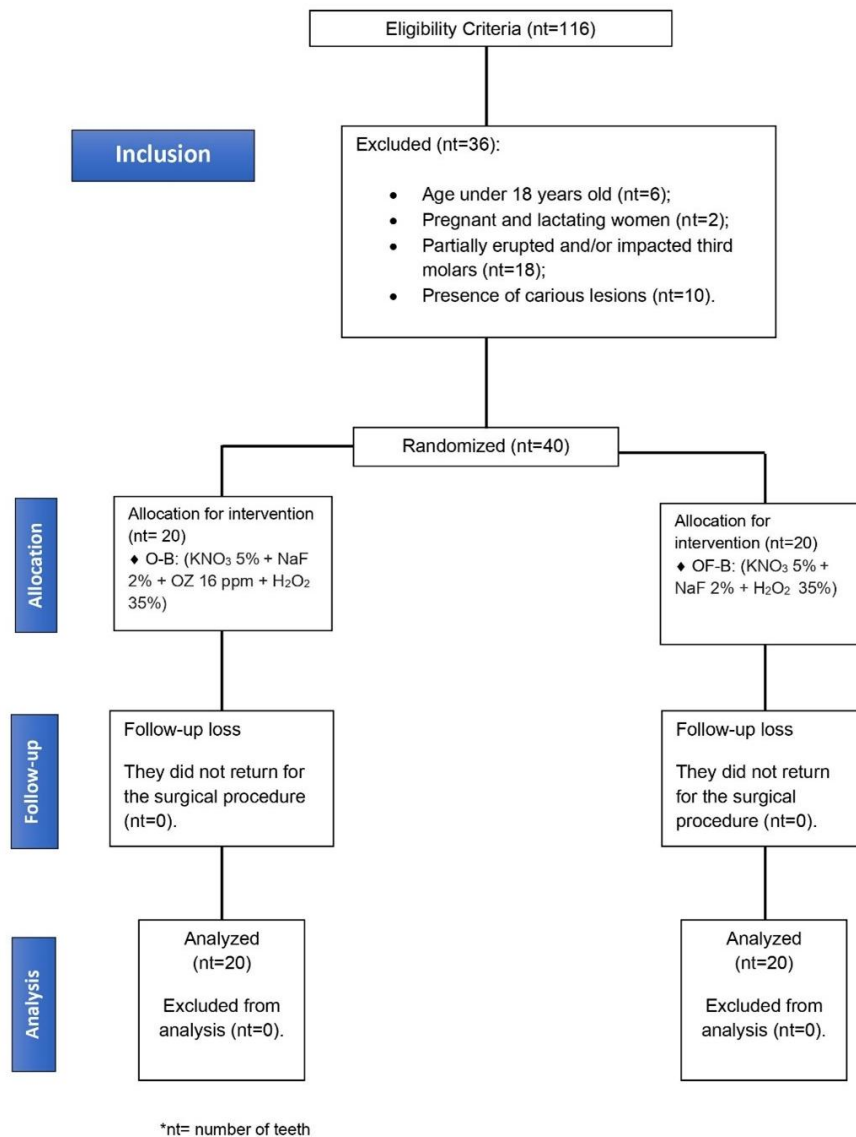 Eligibility Criteria (nt=116)
Inclusion
Excluded (nt=36):
• Age under 18 years old (nt=6);
• Pregnant and lactating women (nt=2);
• Partially erupted and/or impacted third
molars (nt=18);
• Presence of carious lesions (nt=10).
Randomized (nt=40)
Allocation
Allocation for intervention
(nt= 20)
♦ O-B: (KNO₃ 5% + NaF
2% + OZ 16 ppm + H₂O₂
35%)
Allocation for
intervention (nt=20)
♦ OF-B: (KNO₃ 5% +
NaF 2% + H₂O₂ 35%)
Follow-up
Follow-up loss
They did not return for
the surgical procedure
(nt=0).
Follow-up loss
They did not return
for the surgical
procedure (nt=0).
Analysis
Analyzed
(nt=20)
Excluded from
analysis (nt=0).
Analyzed
(nt=20)
Excluded from
analysis (nt=0).
*nt= number of teeth